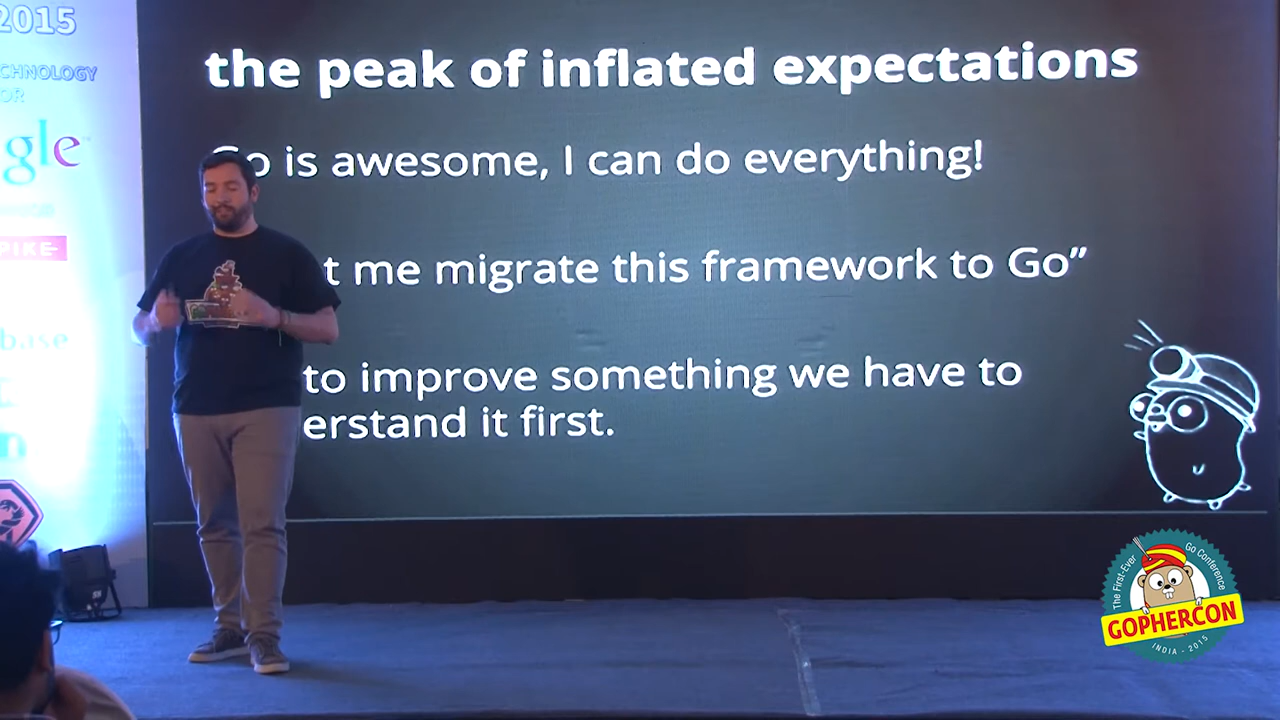 2015
CHNOLOGY
OR
gle
PIKE
base
the peak of inflated expectations
Go is awesome, I can do everything!
t me migrate this framework to Go”
to improve something we have to
erstand it first.
The First-Ever Go Conference
GOPHERCON
INDIA - 2015